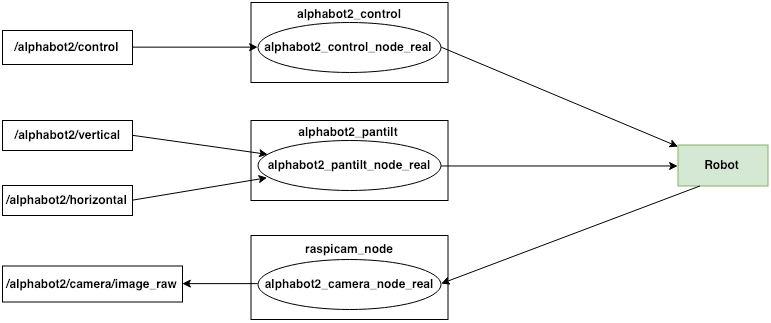 alphabot2_control
/alphabot2/control
alphabot2_control_node_real
alphabot2_pantilt
/alphabot2/vertical
alphabot2_pantilt_node_real
Robot
/alphabot2/horizontal
raspicam_node
/alphabot2/camera/image_raw
alphabot2_camera_node_real